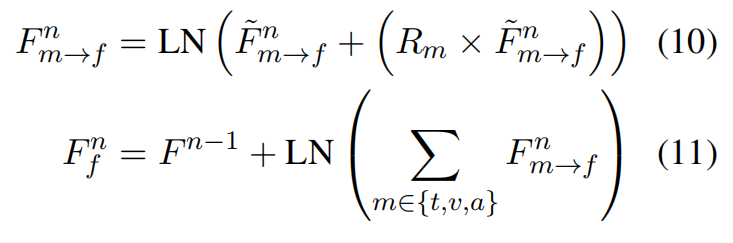 F^n_{m→f} = LN ( F̃^n_{m→f} + ( R_m × F̃^n_{m→f} ) ) (10)
F^n_f = F^{n−1} + LN ( ∑_{m∈{t,v,a}} F^n_{m→f} ) (11)